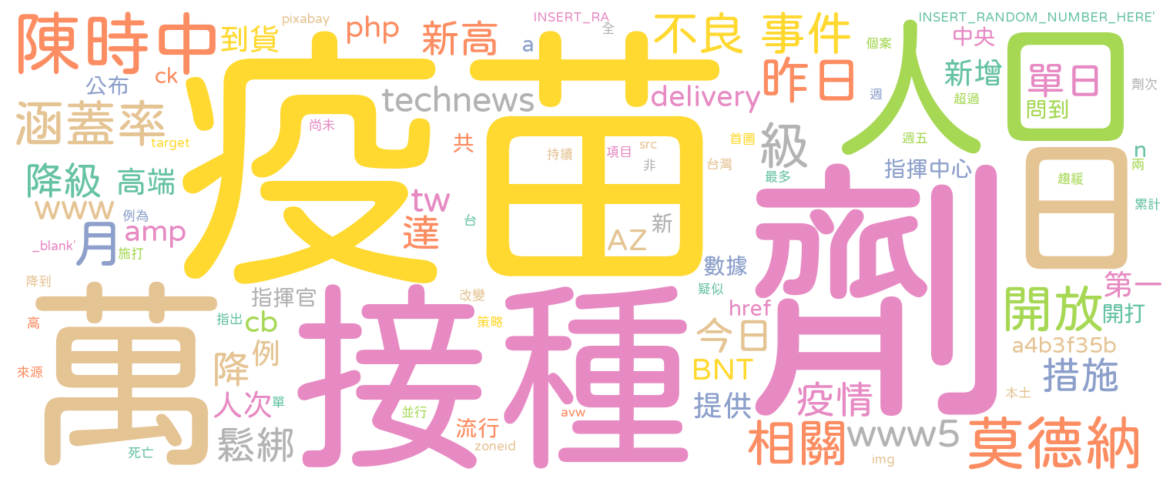 pixabay
INSERT_RA
INSERT_RANDOM_NUMBER_HERE'
陳時中
到貨
php
新高
a
不良
事件
全
個案
中央
公布
ck
technews
delivery
昨日
週
新增
超過
單日
問到
回
劑次
涵蓋率
target
疫苗
尚未
共
持續
項目
src
非
首圖
台灣
級
人
週五
指揮中心
最多
n
兩
趨緩
日
累計
降級
高端
www
例為
_blank'
月
amp
施打
tw
達
台
AZ
新
數據
劑
第一
降到
高
指出
萬
指揮官
cb
接種
改變
策略
疑似
href
今日
開放
開打
a4b3f35b
來源
降
例
BNT
措施
人次
單
並行
avw
提供
疫情
本土
鬆綁
流行
zoneid
相關
www5
img
莫德納
死亡